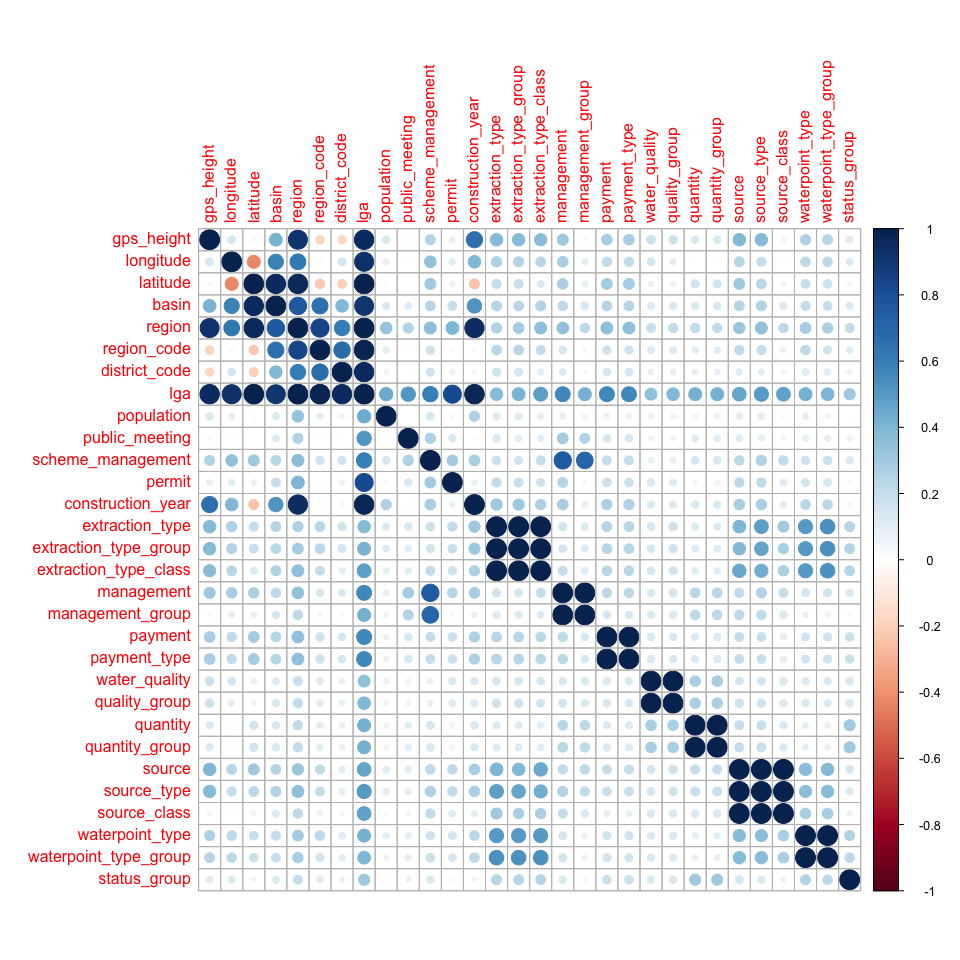 gps_height
longitude
latitude
basin
region
region_code
district_code
lga
population
public_meeting
scheme_management
permit
construction_year
extraction_type
extraction_type_group
extraction_type_class
management
management_group
payment
payment_type
water_quality
quality_group
quantity
quantity_group
source
source_type
source_class
waterpoint_type
waterpoint_type_group
status_group
gps_height
longitude
latitude
basin
region
region_code
district_code
lga
population
public_meeting
scheme_management
permit
construction_year
extraction_type
extraction_type_group
extraction_type_class
management
management_group
payment
payment_type
water_quality
quality_group
quantity
quantity_group
source
source_type
source_class
waterpoint_type
waterpoint_type_group
status_group
1
0.8
0.6
0.4
0.2
0
-0.2
-0.4
-0.6
-0.8
-1